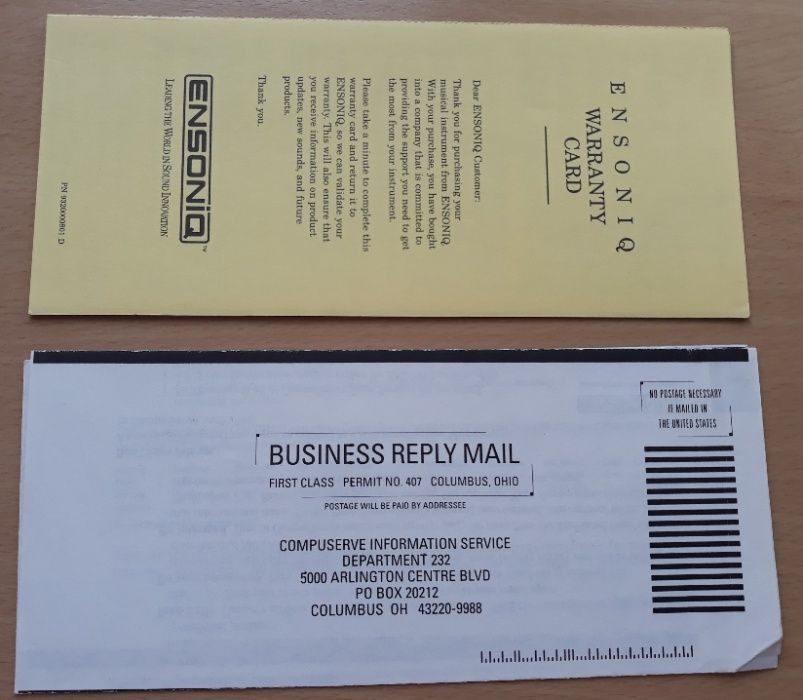 E N S O N I Q
WARRANTY
CARD
Dear ENSONIQ Customer:
Thank you for purchasing your
musical instrument from ENSONIQ.
With your purchase, you have bought
into a company that is committed to
providing the support you need to get
the most from your instrument.
Please take a minute to complete this
warranty card and return it to
ENSONIQ, so we can validate your
warranty. This will also ensure that
you receive information on product
updates, new sounds, and future
products.
Thank you.
ENSONIQ™
LEADING THE WORLD IN SOUND INNOVATION
PN 9320000801 D
NO POSTAGE NECESSARY
IF MAILED IN
THE UNITED STATES
BUSINESS REPLY MAIL
FIRST CLASS PERMIT NO. 407 COLUMBUS, OHIO
POSTAGE WILL BE PAID BY ADDRESSEE
COMPUSERVE INFORMATION SERVICE
DEPARTMENT 232
5000 ARLINGTON CENTRE BLVD
PO BOX 20212
COLUMBUS OH 43220-9988